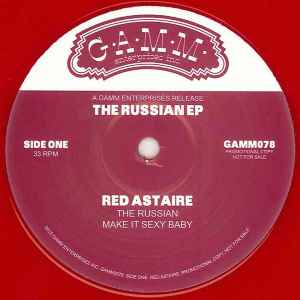 G.A.M.M.
enterprises inc
A GAMM ENTERPRISES RELEASE
THE RUSSIAN EP
SIDE ONE
33 RPM
GAMM078
PROMOTIONAL COPY
NOT FOR SALE
RED ASTAIRE
THE RUSSIAN
MAKE IT SEXY BABY